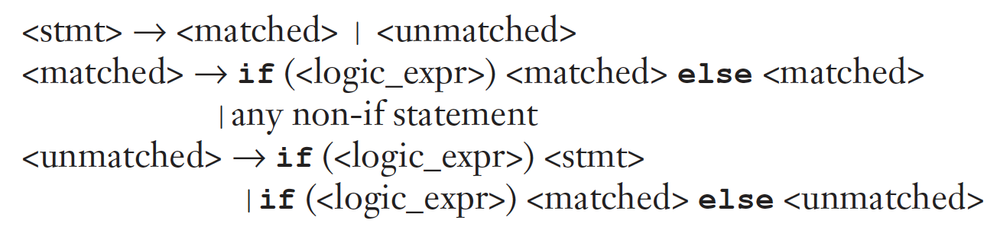 <stmt> → <matched> | <unmatched>
<matched> → if (<logic_expr>) <matched> else <matched>
|any non-if statement
<unmatched> → if (<logic_expr>) <stmt>
|if (<logic_expr>) <matched> else <unmatched>